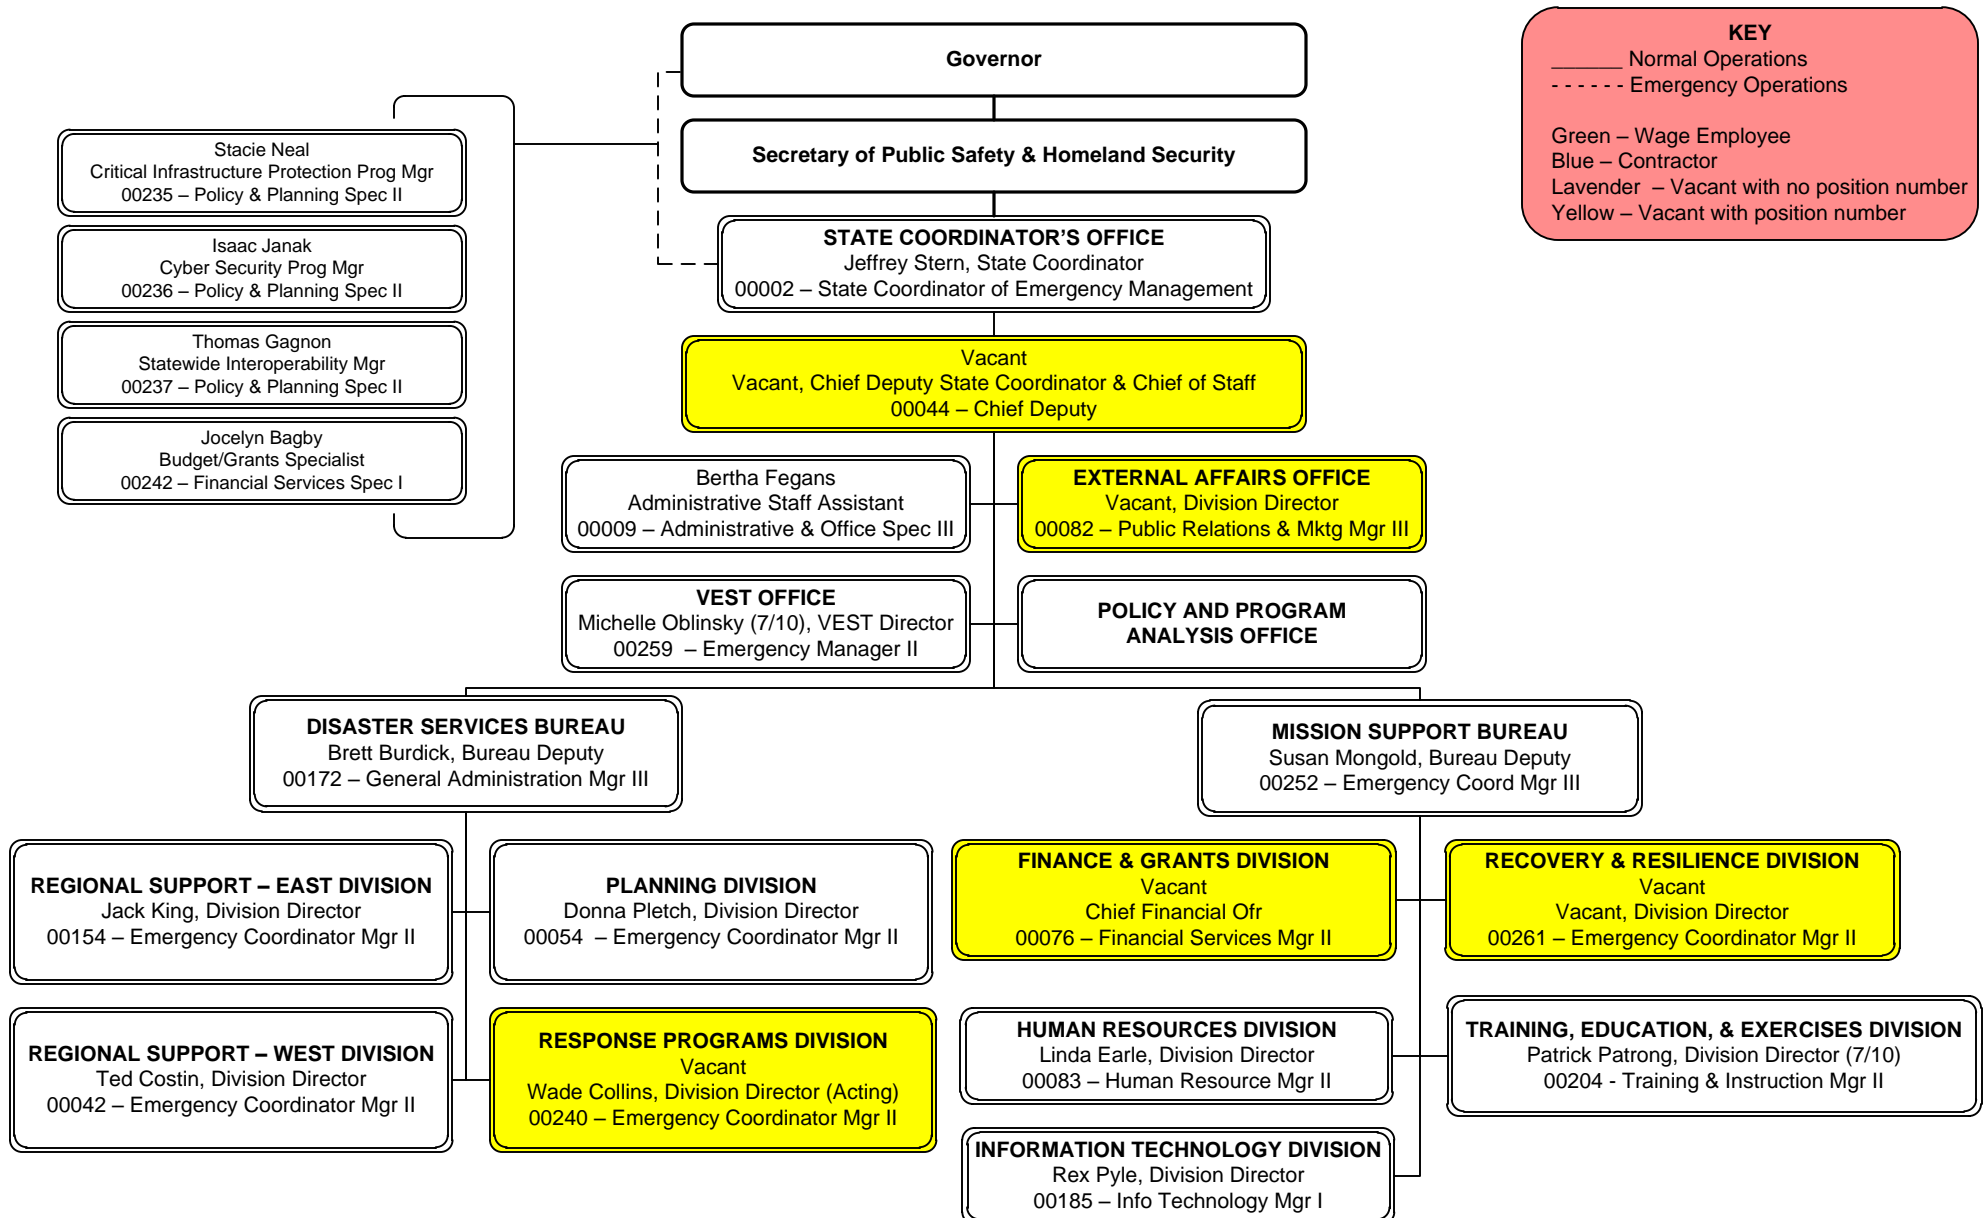 Governor
KEY
______ Normal Operations
- - - - - - Emergency Operations
Green – Wage Employee
Blue – Contractor
Lavender – Vacant with no position number
Yellow – Vacant with position number
Secretary of Public Safety & Homeland Security
Stacie Neal
Critical Infrastructure Protection Prog Mgr
00235 – Policy & Planning Spec II
Isaac Janak
Cyber Security Prog Mgr
00236 – Policy & Planning Spec II
Thomas Gagnon
Statewide Interoperability Mgr
00237 – Policy & Planning Spec II
Jocelyn Bagby
Budget/Grants Specialist
00242 – Financial Services Spec I
STATE COORDINATOR'S OFFICE
Jeffrey Stern, State Coordinator
00002 – State Coordinator of Emergency Management
Vacant
Vacant, Chief Deputy State Coordinator & Chief of Staff
00044 – Chief Deputy
Bertha Fegans
Administrative Staff Assistant
00009 – Administrative & Office Spec III
EXTERNAL AFFAIRS OFFICE
Vacant, Division Director
00082 – Public Relations & Mktg Mgr III
VEST OFFICE
Michelle Oblinsky (7/10), VEST Director
00259 – Emergency Manager II
POLICY AND PROGRAM
ANALYSIS OFFICE
DISASTER SERVICES BUREAU
Brett Burdick, Bureau Deputy
00172 – General Administration Mgr III
MISSION SUPPORT BUREAU
Susan Mongold, Bureau Deputy
00252 – Emergency Coord Mgr III
REGIONAL SUPPORT – EAST DIVISION
Jack King, Division Director
00154 – Emergency Coordinator Mgr II
PLANNING DIVISION
Donna Pletch, Division Director
00054 – Emergency Coordinator Mgr II
FINANCE & GRANTS DIVISION
Vacant
Chief Financial Ofr
00076 – Financial Services Mgr II
RECOVERY & RESILIENCE DIVISION
Vacant
Vacant, Division Director
00261 – Emergency Coordinator Mgr II
REGIONAL SUPPORT – WEST DIVISION
Ted Costin, Division Director
00042 – Emergency Coordinator Mgr II
RESPONSE PROGRAMS DIVISION
Vacant
Wade Collins, Division Director (Acting)
00240 – Emergency Coordinator Mgr II
HUMAN RESOURCES DIVISION
Linda Earle, Division Director
00083 – Human Resource Mgr II
TRAINING, EDUCATION, & EXERCISES DIVISION
Patrick Patrong, Division Director (7/10)
00204 - Training & Instruction Mgr II
INFORMATION TECHNOLOGY DIVISION
Rex Pyle, Division Director
00185 – Info Technology Mgr I